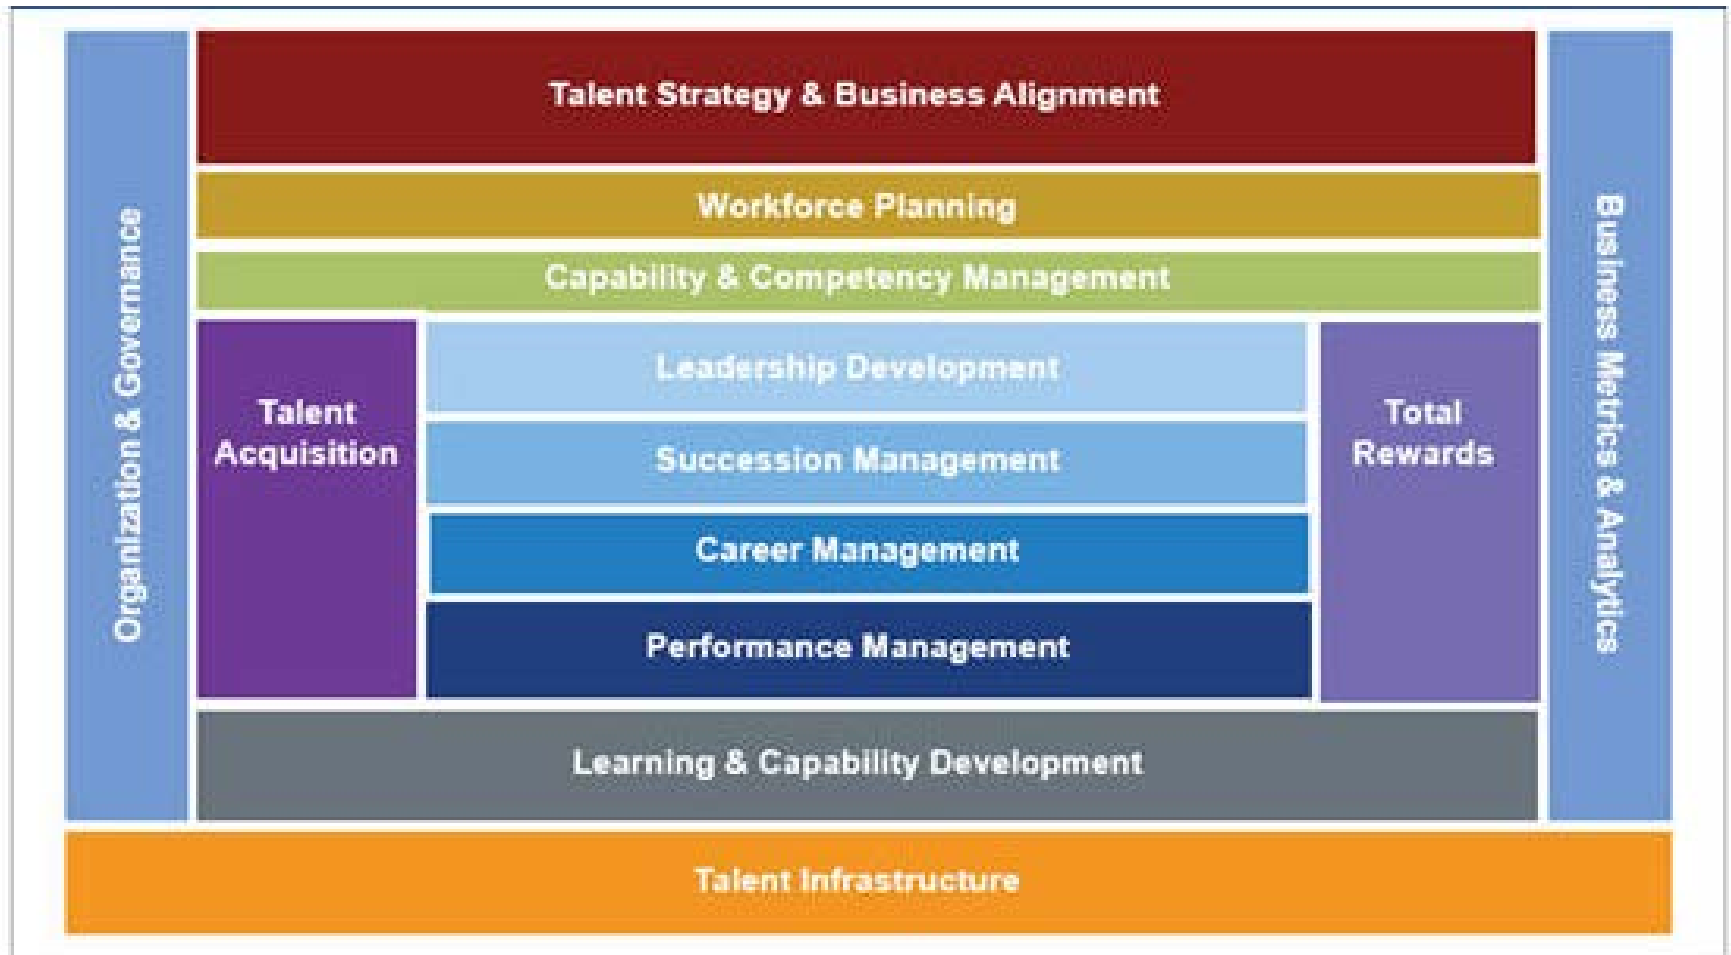 Talent Strategy & Business Alignment
Workforce Planning
Capability & Competency Management
Organization & Governance
Talent
Acquisition
Leadership Development
Succession Management
Career Management
Performance Management
Total
Rewards
Business Metrics & Analytics
Learning & Capability Development
Talent Infrastructure